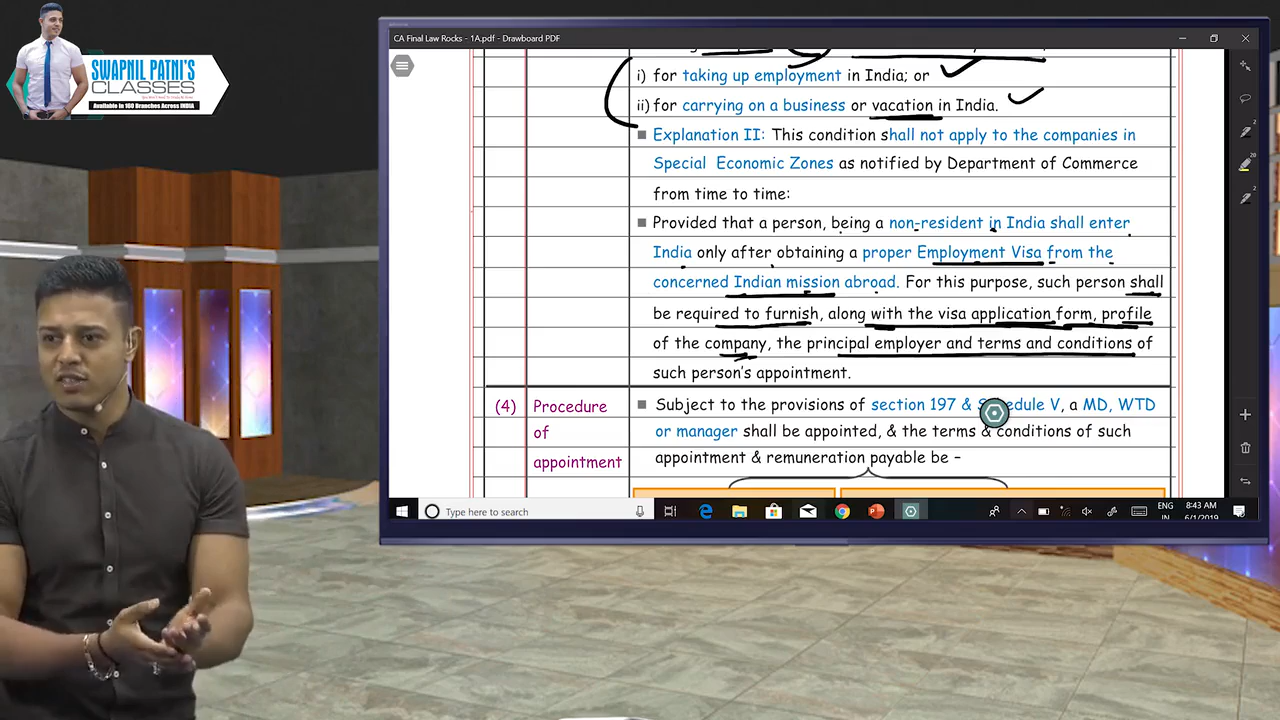 SWAPNIL PATNI'S
CLASSES
Available in 160 Branches Across INDIA
CA Final Law Rocks - 1A.pdf - Drawboard PDF
i) for taking up employment in India; or
ii) for carrying on a business or vacation in India.
Explanation II: This condition shall not apply to the companies in
Special Economic Zones as notified by Department of Commerce
from time to time:
Provided that a person, being a non-resident in India shall enter
India only after obtaining a proper Employment Visa from the
concerned Indian mission abroad. For this purpose, such person shall
be required to furnish, along with the visa application form, profile
of the company, the principal employer and terms and conditions of
such person's appointment.
(4) Procedure of appointment
Subject to the provisions of section 197 & Schedule V, a MD, WTD
or manager shall be appointed, & the terms & conditions of such
appointment & remuneration payable be –
Type here to search
ENG
IN
8:43 AM
6/1/2019